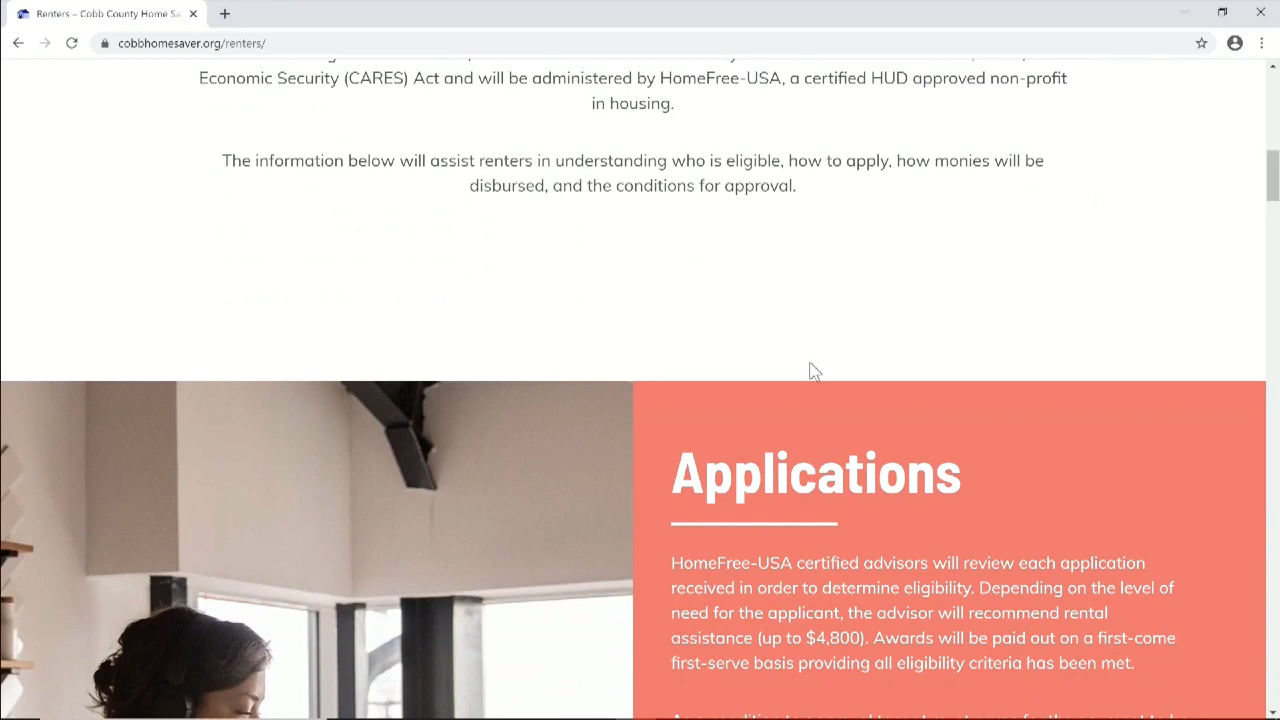 Renters – Cobb County Home Sa
cobbhomesaver.org/renters/
Economic Security (CARES) Act and will be administered by HomeFree-USA, a certified HUD approved non-profit
in housing.
The information below will assist renters in understanding who is eligible, how to apply, how monies will be
disbursed, and the conditions for approval.
Applications
HomeFree-USA certified advisors will review each application
received in order to determine eligibility. Depending on the level of
need for the applicant, the advisor will recommend rental
assistance (up to $4,800). Awards will be paid out on a first-come
first-serve basis providing all eligibility criteria has been met.